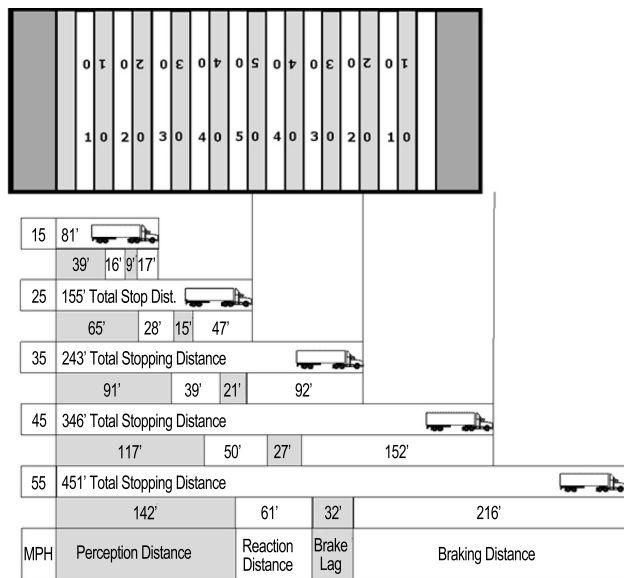 0 1 0 2 0 3 0 4 0 5 0 4 0 3 0 2 0 1
1 0 2 0 3 0 4 0 5 0 4 0 3 0 2 0 1 0
15 81’
39’ 16’ 9’ 17’
25 155’ Total Stop Dist.
65’ 28’ 15’ 47’
35 243’ Total Stopping Distance
91’ 39’ 21’ 92’
45 346’ Total Stopping Distance
117’ 50’ 27’ 152’
55 451’ Total Stopping Distance
142’ 61’ 32’ 216’
MPH Perception Distance Reaction Distance Brake Lag Braking Distance